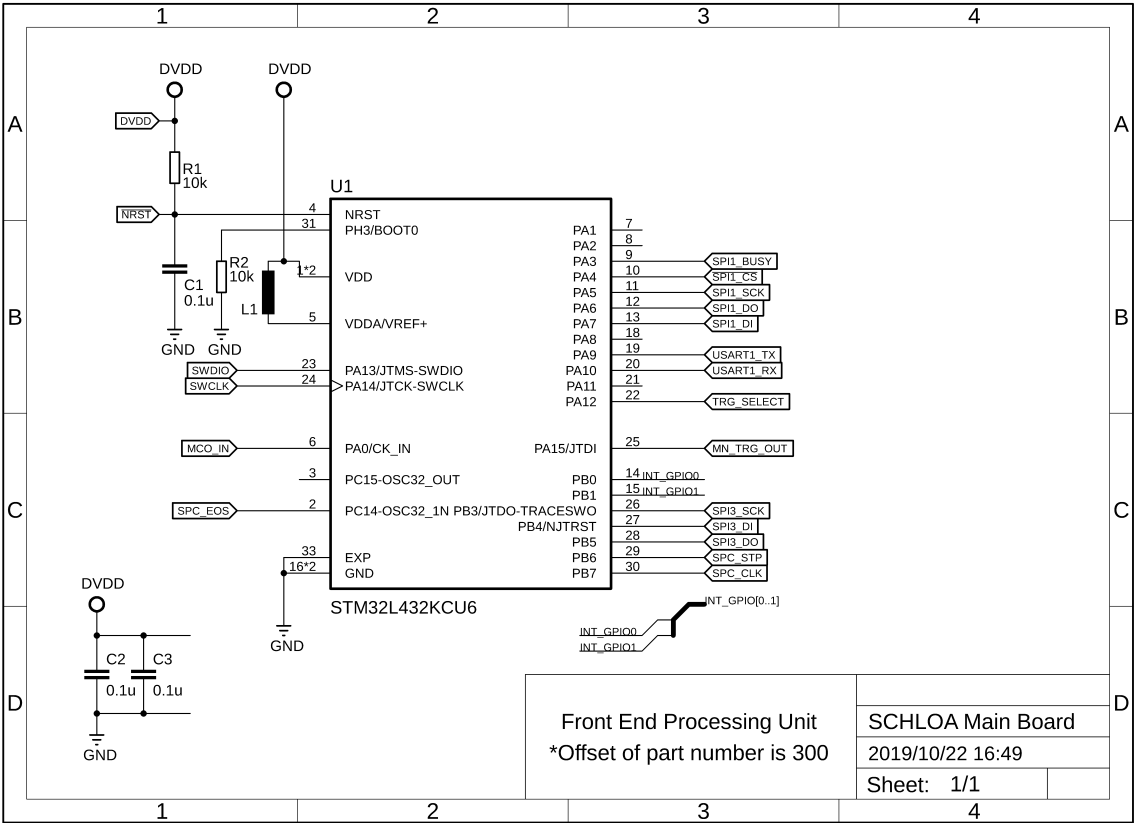 1 2 3 4
A A
B B
C C
D D
DVDD DVDD
DVDD
R1
10k
U1
NRST
4 NRST
31 PH3/BOOT0
R2
10k
1*2 VDD
C1
0.1u
L1
5 VDDA/VREF+
GND GND
SWDIO 23 PA13/JTMS-SWDIO
SWCLK 24 PA14/JTCK-SWCLK
MCO_IN 6 PA0/CK_IN
3 PC15-OSC32_OUT
SPC_EOS 2 PC14-OSC32_1N
33 EXP
16*2 GND
GND
PA1 7
PA2 8
PA3 9 SPI1_BUSY
PA4 10 SPI1_CS
PA5 11 SPI1_SCK
PA6 12 SPI1_DO
PA7 13 SPI1_DI
PA8 18
PA9 19 USART1_TX
PA10 20 USART1_RX
PA11 21
PA12 22 TRG_SELECT
PA15/JTDI 25 MN_TRG_OUT
PB0 14 INT_GPIO0
PB1 15 INT_GPIO1
PB3/JTDO-TRACESWO 26 SPI3_SCK
PB4/NJTRST 27 SPI3_DI
PB5 28 SPI3_DO
PB6 29 SPC_STP
PB7 30 SPC_CLK
STM32L432KCU6
INT_GPIO[0..1]
INT_GPIO0
INT_GPIO1
DVDD
C2 C3
0.1u 0.1u
GND
Front End Processing Unit
*Offset of part number is 300
SCHLOA Main Board
2019/10/22 16:49
Sheet: 1/1
1 2 3 4